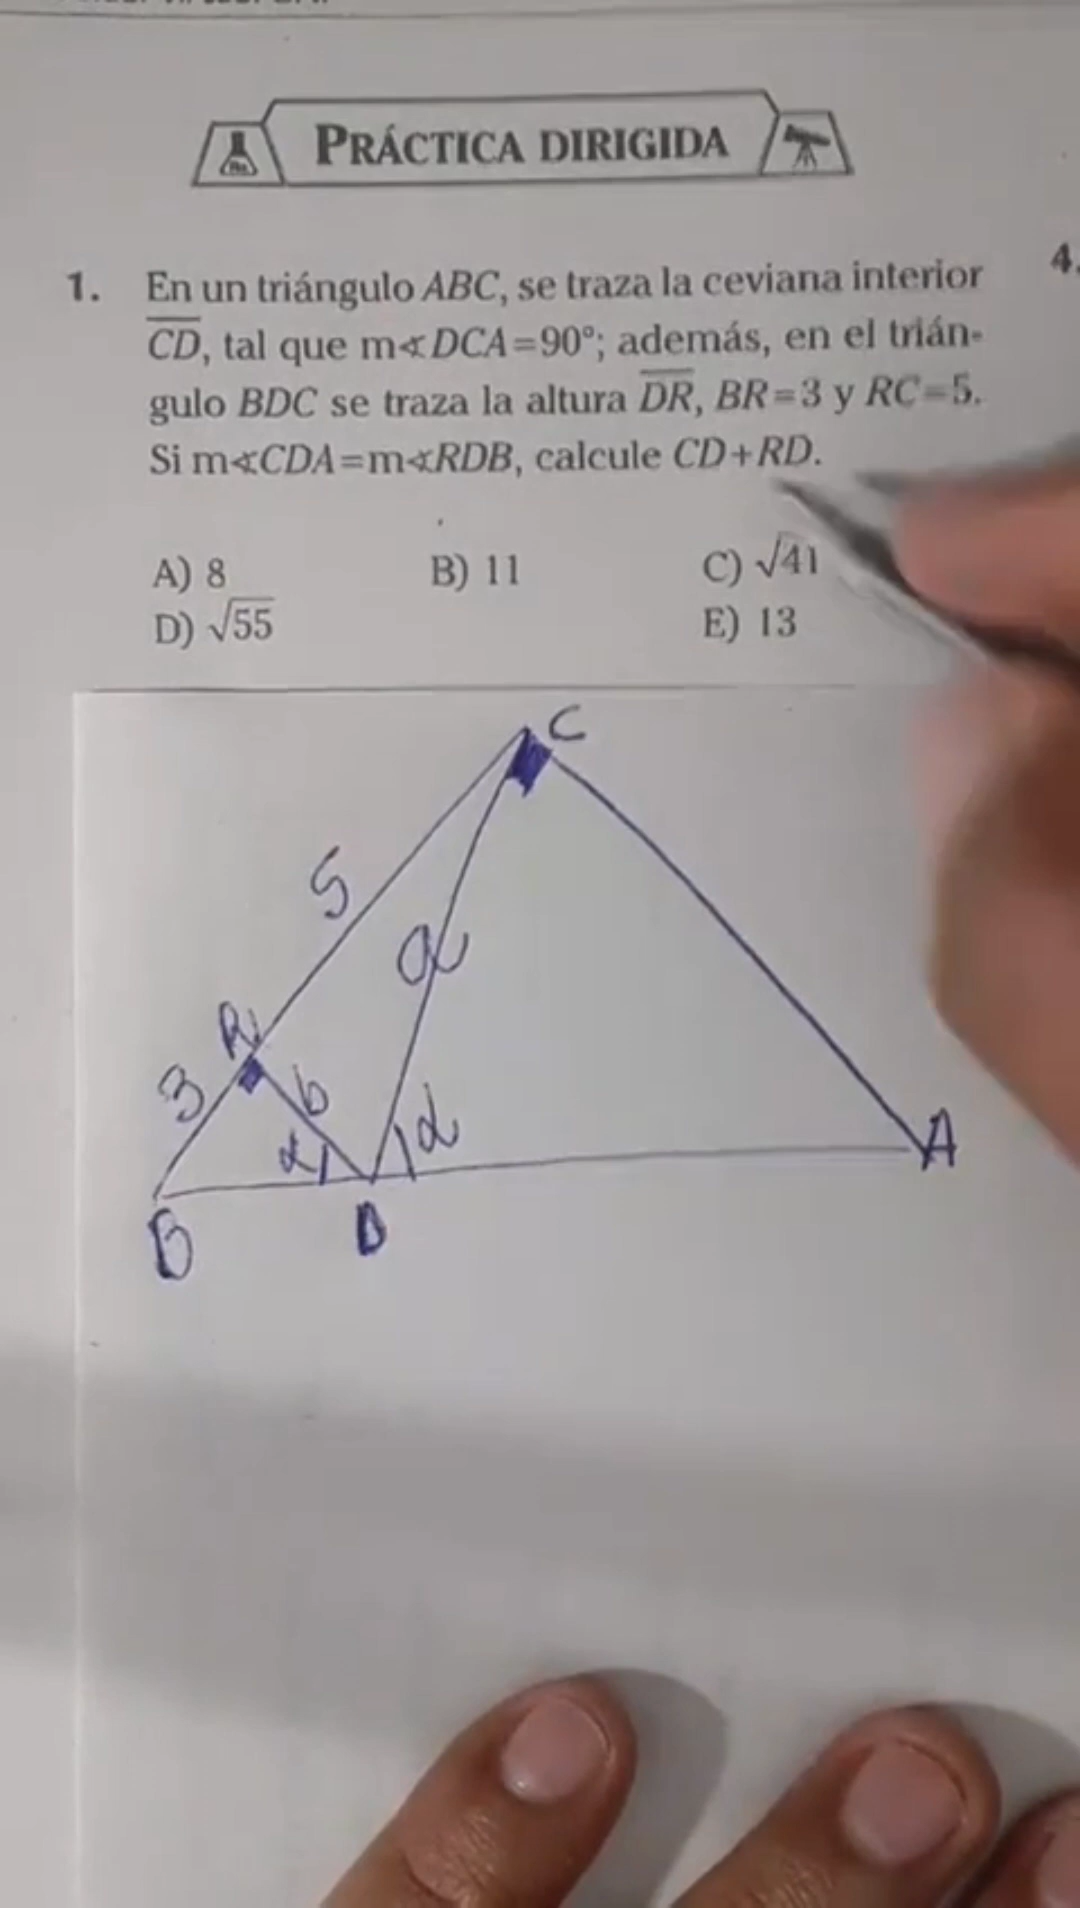 PRÁCTICA DIRIGIDA
1. En un triángulo ABC, se traza la ceviana interior
CD, tal que m∢DCA=90°; además, en el trián-
gulo BDC se traza la altura DR, BR=3 y RC=5.
Si m∢CDA=m∢RDB, calcule CD+RD.
A) 8 B) 11 C) √41
D) √55 E) 13
4.
C
5
a
R
3
b
α
α
A
B
D